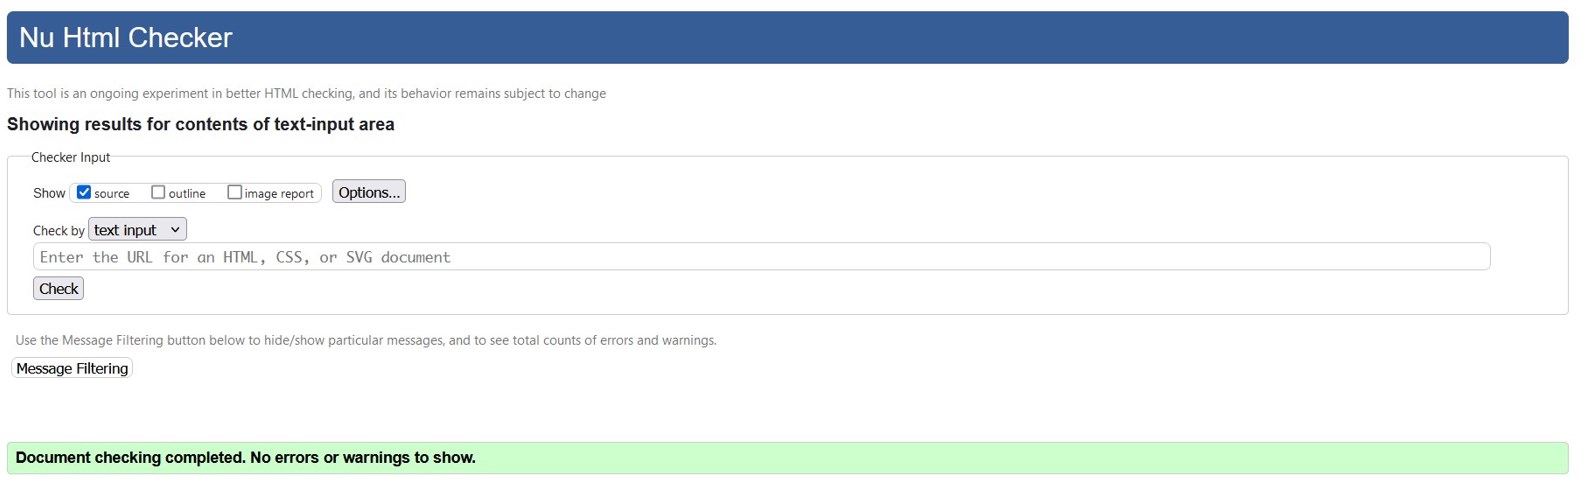 Nu Html Checker
This tool is an ongoing experiment in better HTML checking, and its behavior remains subject to change
Showing results for contents of text-input area
Checker Input
Show source outline image report Options...
Check by text input
Enter the URL for an HTML, CSS, or SVG document
Check
Use the Message Filtering button below to hide/show particular messages, and to see total counts of errors and warnings.
Message Filtering
Document checking completed. No errors or warnings to show.